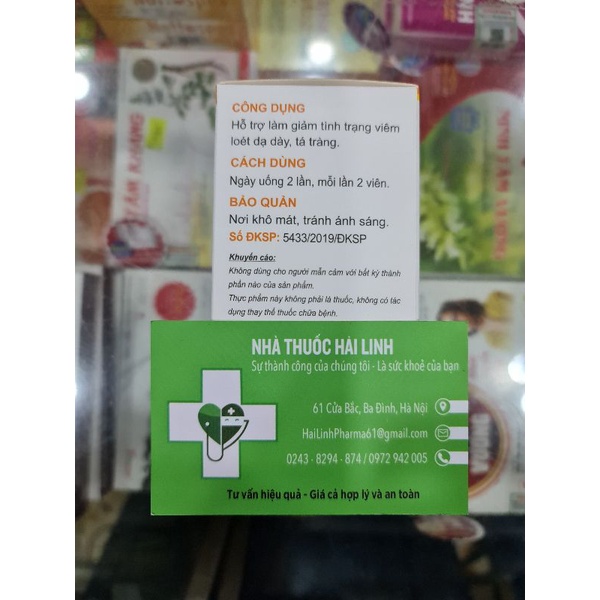 CÔNG DỤNG
Hỗ trợ làm giảm tình trạng viêm
loét dạ dày, tá tràng.
CÁCH DÙNG
Ngày uống 2 lần, mỗi lần 2 viên.
BẢO QUẢN
Nơi khô mát, tránh ánh sáng.
Số ĐKSP: 5433/2019/ĐKSP
Khuyến cáo:
Không dùng cho người mẫn cảm với bất kỳ thành
phần nào của sản phẩm.
Thực phẩm này không phải là thuốc, không có tác
dụng thay thế thuốc chữa bệnh.
NHÀ THUỐC HẢI LINH
Sự thành công của chúng tôi - Là sức khoẻ của bạn
61 Cửa Bắc, Ba Đình, Hà Nội
HaiLinhPharma61@gmail.com
0243 - 8294 - 874 / 0972 942 005
Tư vấn hiệu quả - Giá cả hợp lý và an toàn